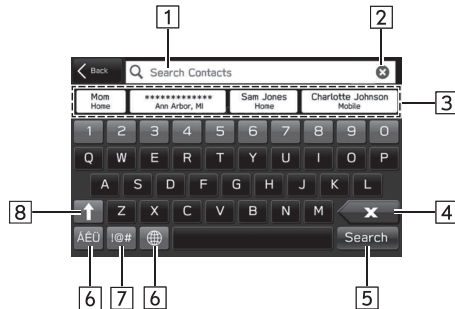 1
2
Back
Search Contacts
Mom
Home
*************
Ann Arbor, MI
Sam Jones
Home
Charlotte Johnson
Mobile
3
1 2 3 4 5 6 7 8 9 0
Q W E R T Y U I O P
A S D F G H J K L
8
Z X C V B N M
4
ÁÊÜ !@# Search
6
7
6
5